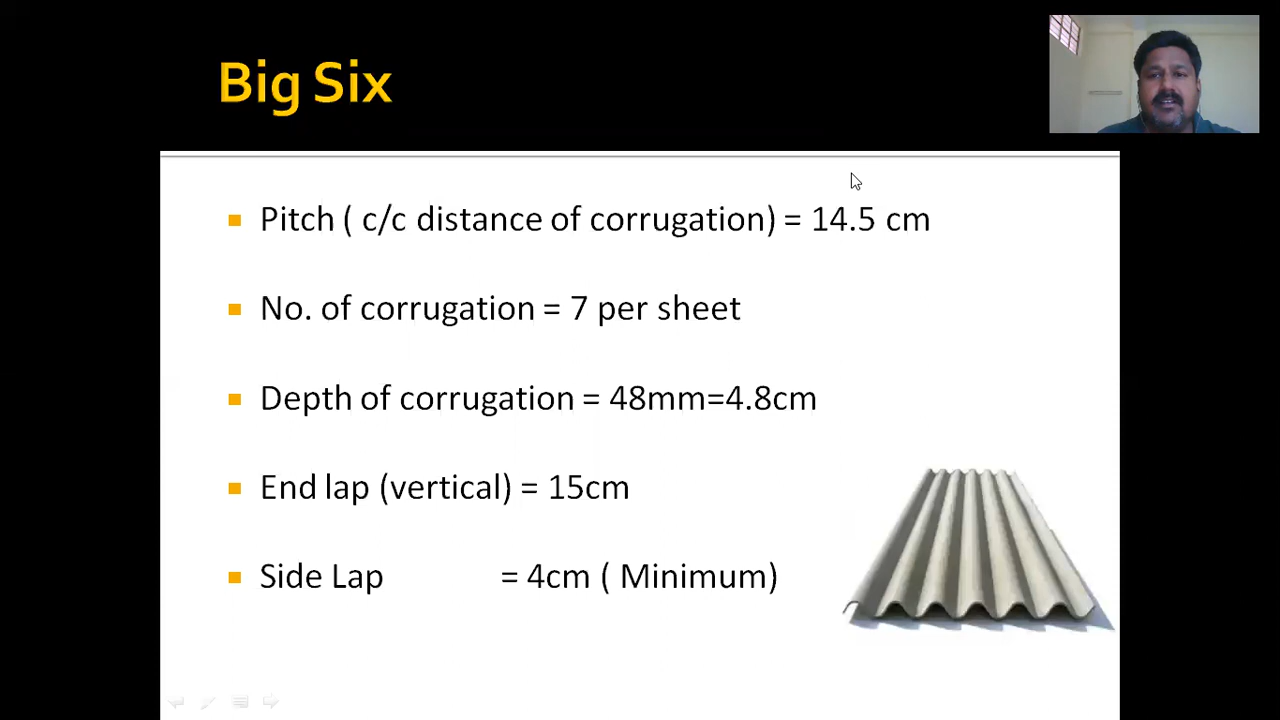 Big Six
Pitch ( c/c distance of corrugation) = 14.5 cm
No. of corrugation = 7 per sheet
Depth of corrugation = 48mm=4.8cm
End lap (vertical) = 15cm
Side Lap = 4cm ( Minimum)